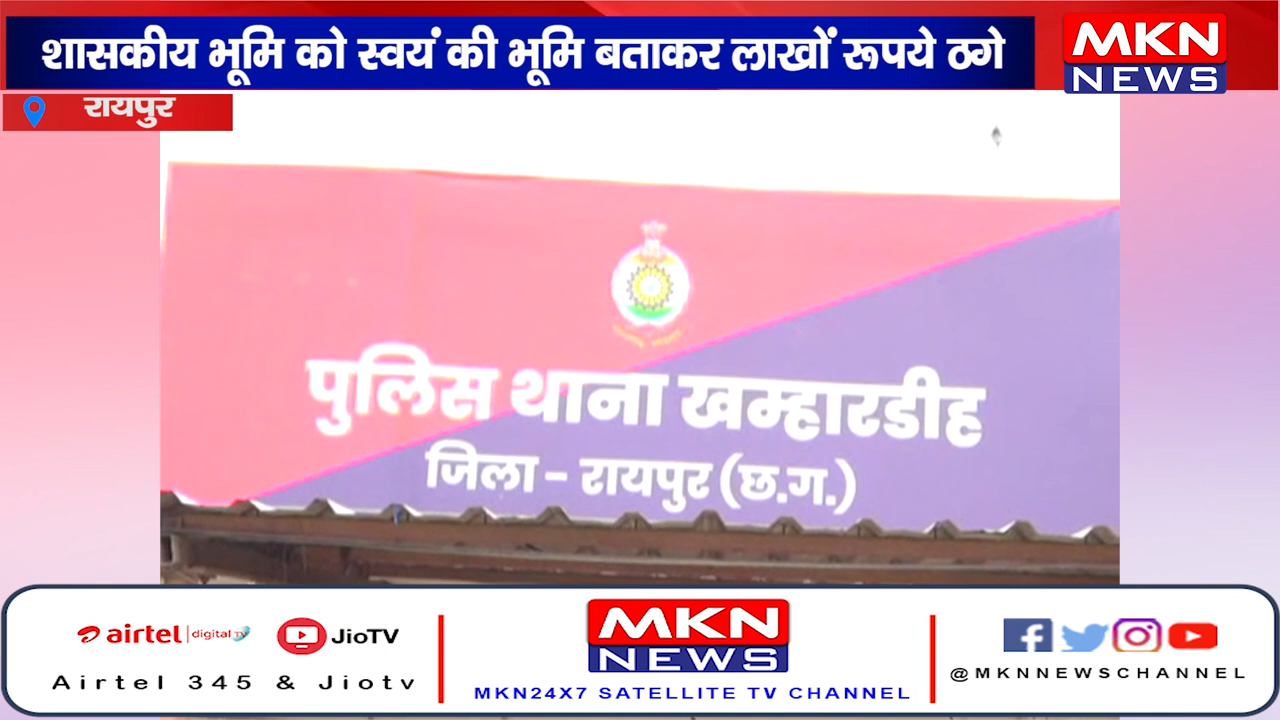 शासकीय भूमि को स्वयं की भूमि बताकर लाखों रूपये ठगे
MKN
NEWS
रायपुर
पुलिस थाना खम्हारडीह
जिला - रायपुर (छ.ग.)
airtel digital TV
JioTV
Airtel 345 & Jiotv
MKN
NEWS
MKN24X7 SATELLITE TV CHANNEL
@MKNNEWSCHANNEL